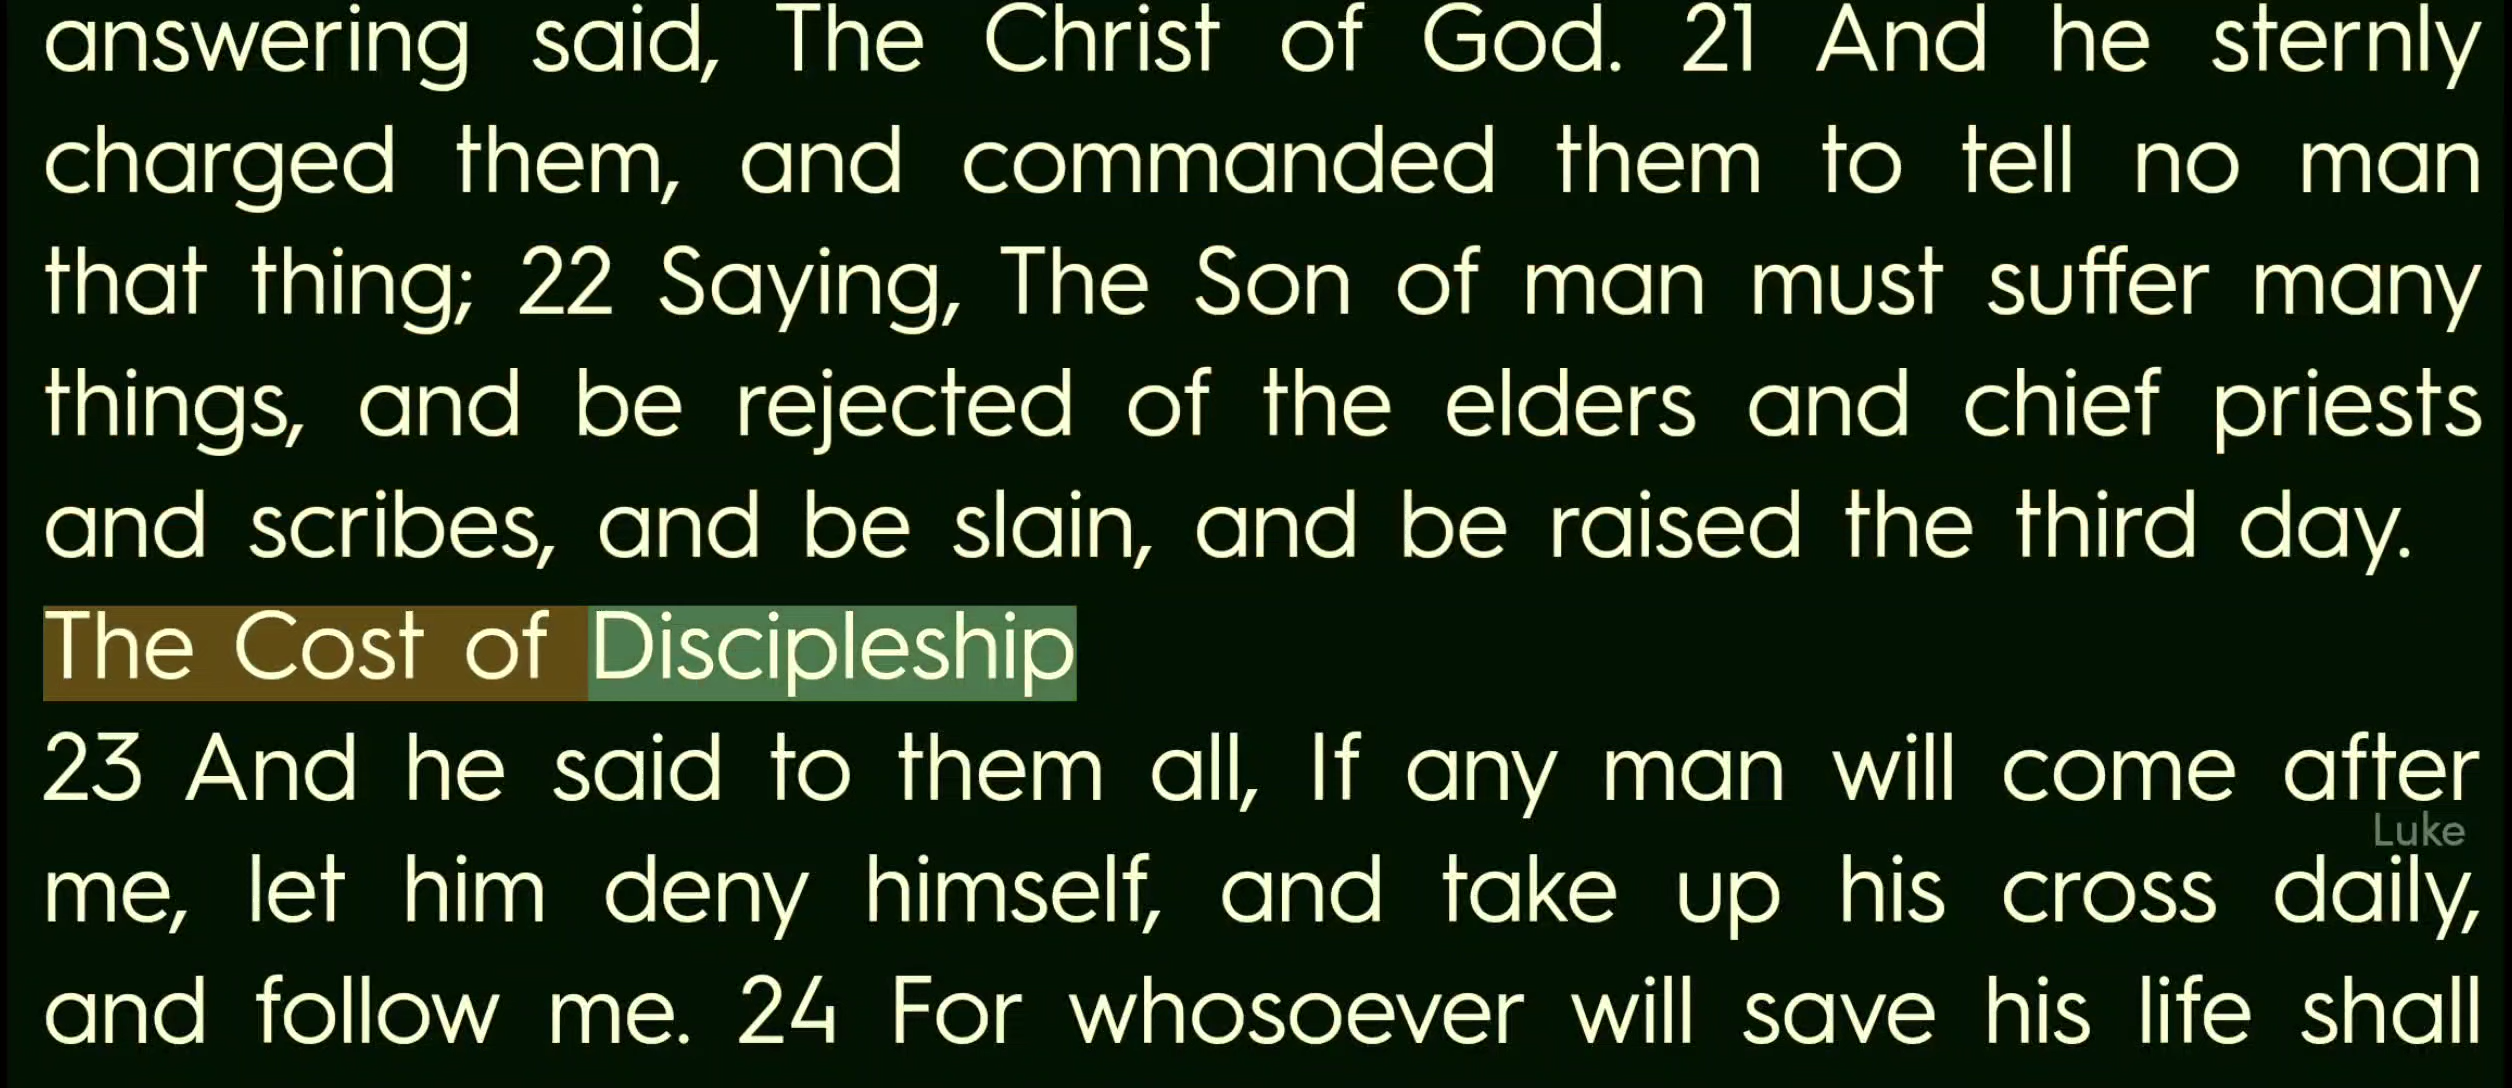 answering said, The Christ of God. 21 And he sternly
charged them, and commanded them to tell no man
that thing; 22 Saying, The Son of man must suffer many
things, and be rejected of the elders and chief priests
and scribes, and be slain, and be raised the third day.
The Cost of Discipleship
23 And he said to them all, If any man will come after
Luke
me, let him deny himself, and take up his cross daily,
and follow me. 24 For whosoever will save his life shall